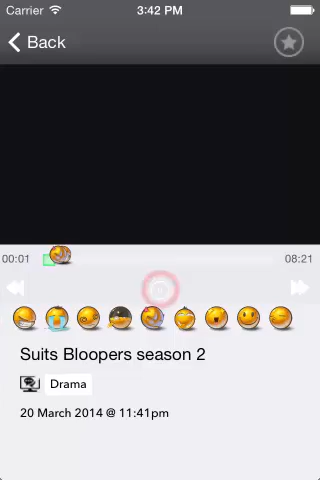 Carrier 3:42 PM
Back
00:01 08:21
Suits Bloopers season 2
Drama
20 March 2014 @ 11:41pm